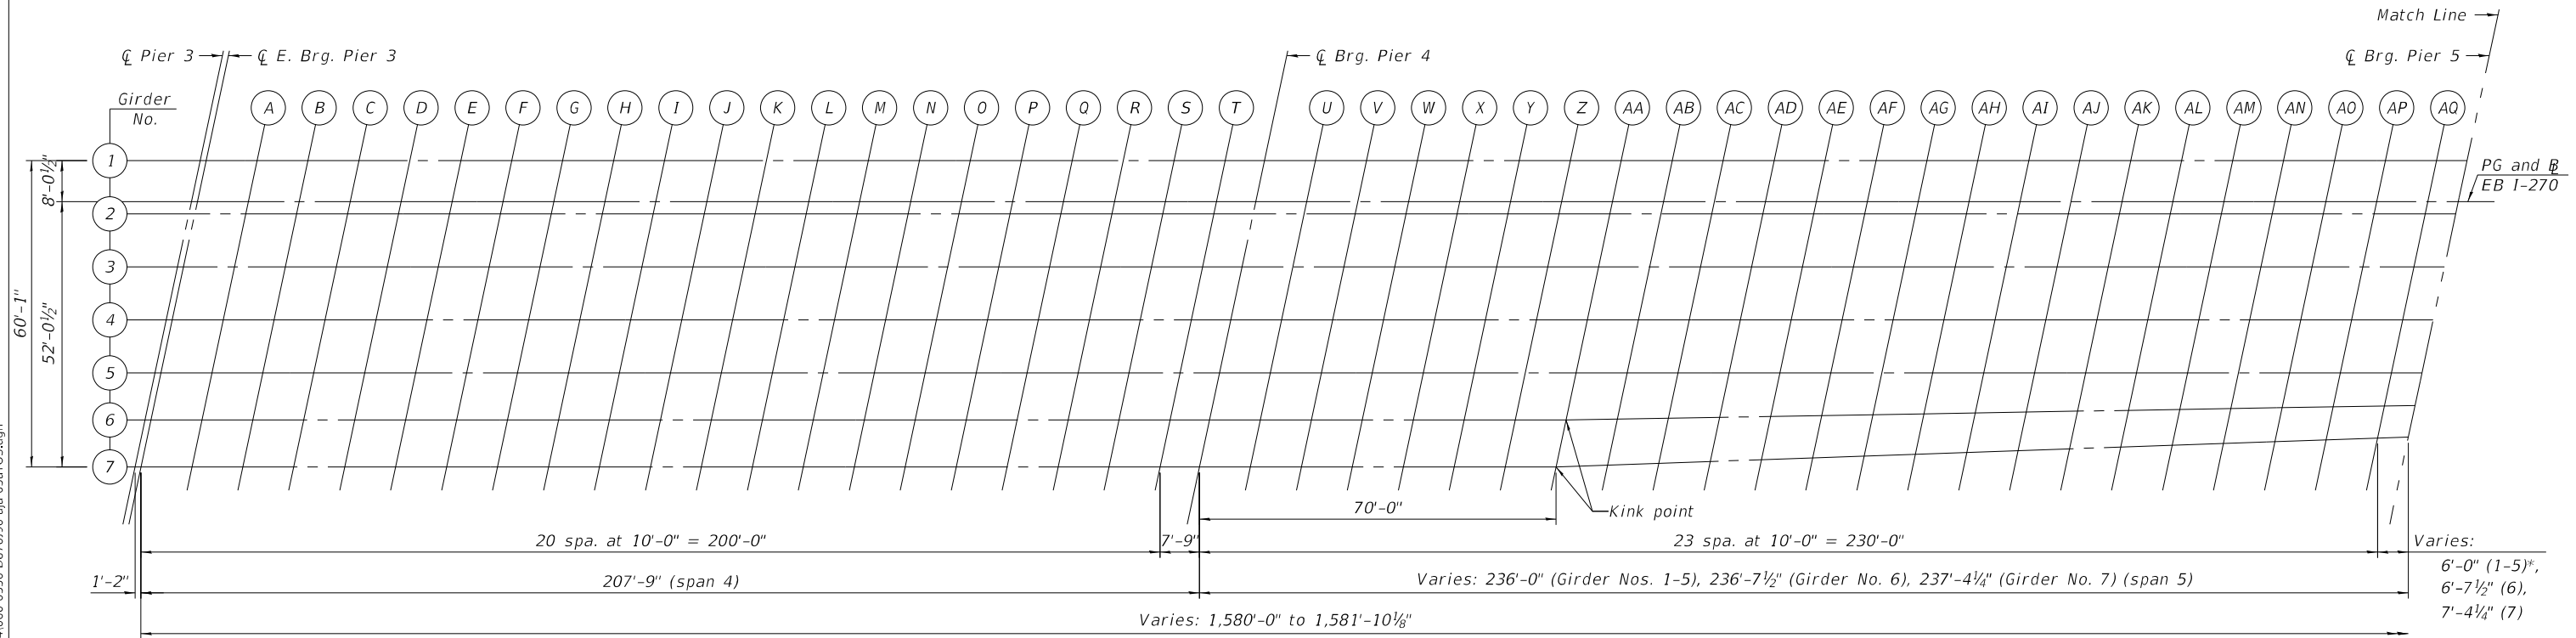 Match Line
℄ Pier 3
℄ E. Brg. Pier 3
℄ Brg. Pier 4
℄ Brg. Pier 5
Girder
No.
A B C D E F G H I J K L M N O P Q R S T U V W X Y Z AA AB AC AD AE AF AG AH AI AJ AK AL AM AN AO AP AQ
1
2
3
4
5
6
7
8'-0½"
60'-1"
52'-0½"
PG and B
EB I-270
70'-0"
Kink point
20 spa. at 10'-0" = 200'-0"
7'-9"
23 spa. at 10'-0" = 230'-0"
Varies:
6'-0" (1-5)*,
6'-7½" (6),
7'-4¼" (7)
1'-2"
207'-9" (span 4)
Varies: 236'-0" (Girder Nos. 1-5), 236'-7½" (Girder No. 6), 237'-4¼" (Girder No. 7) (span 5)
Varies: 1,580'-0" to 1,581'-10⅛"